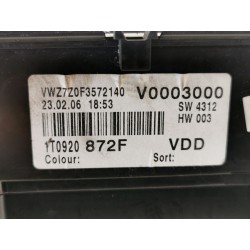 VWZ7Z0F3572140 V0003000
23.02.06 18:53 SW 4312
HW 003
1T0920 872F VDD
Colour: Sort: